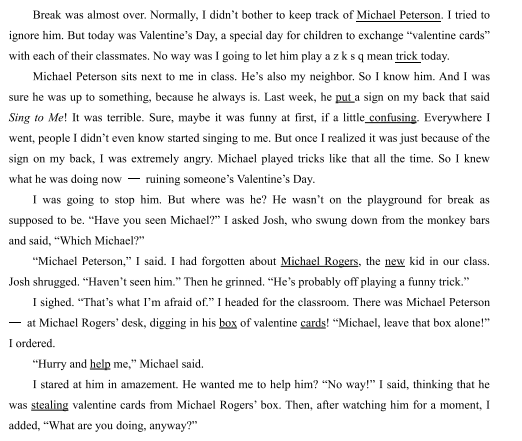 Break was almost over. Normally, I didn't bother to keep track of Michael Peterson. I tried to
ignore him. But today was Valentine's Day, a special day for children to exchange “valentine cards”
with each of their classmates. No way was I going to let him play a z k s q mean trick today.
Michael Peterson sits next to me in class. He's also my neighbor. So I know him. And I was
sure he was up to something, because he always is. Last week, he put a sign on my back that said
Sing to Me! It was terrible. Sure, maybe it was funny at first, if a little confusing. Everywhere I
went, people I didn't even know started singing to me. But once I realized it was just because of the
sign on my back, I was extremely angry. Michael played tricks like that all the time. So I knew
what he was doing now — ruining someone's Valentine's Day.
I was going to stop him. But where was he? He wasn't on the playground for break as
supposed to be. “Have you seen Michael?” I asked Josh, who swung down from the monkey bars
and said, “Which Michael?”
“Michael Peterson,” I said. I had forgotten about Michael Rogers, the new kid in our class.
Josh shrugged. “Haven't seen him.” Then he grinned. “He's probably off playing a funny trick.”
I sighed. “That's what I'm afraid of.” I headed for the classroom. There was Michael Peterson
— at Michael Rogers' desk, digging in his box of valentine cards! “Michael, leave that box alone!”
I ordered.
“Hurry and help me,” Michael said.
I stared at him in amazement. He wanted me to help him? “No way!” I said, thinking that he
was stealing valentine cards from Michael Rogers' box. Then, after watching him for a moment, I
added, “What are you doing, anyway?”